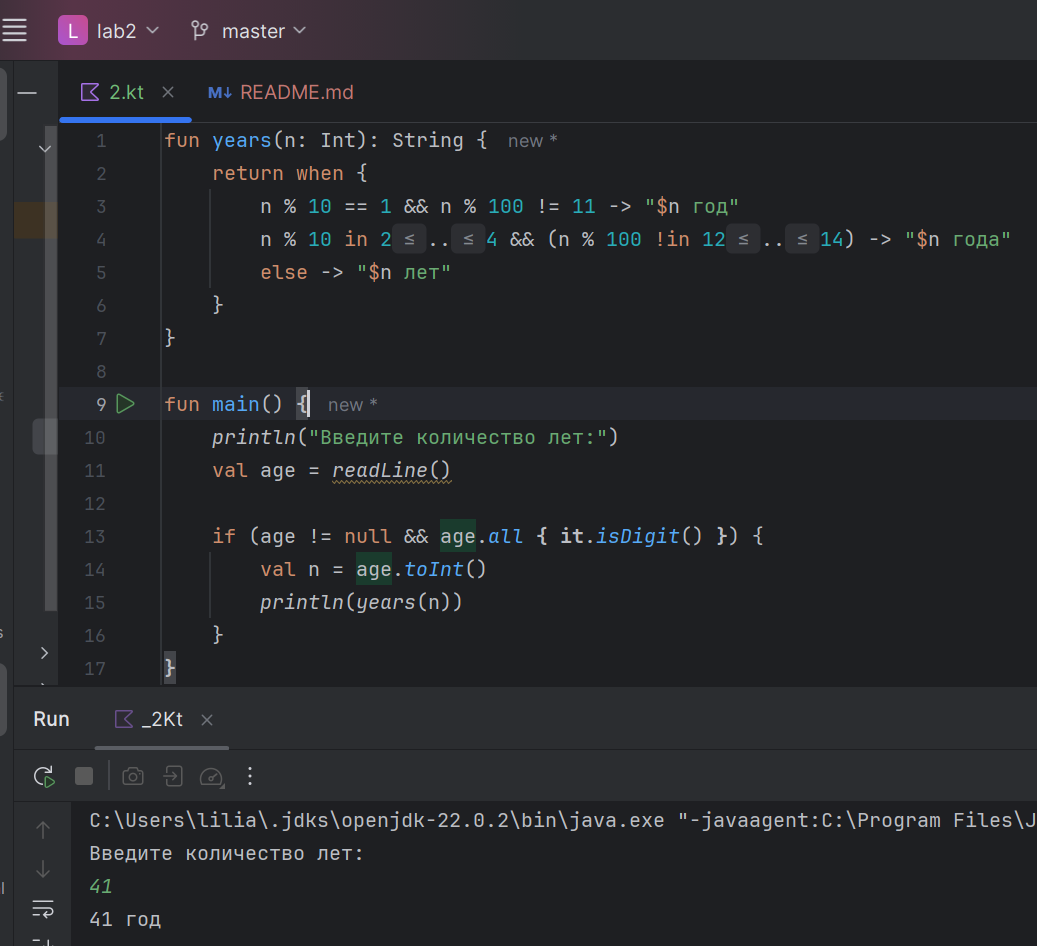 L lab2 master
2.kt README.md
1 fun years(n: Int): String { new *
2 return when {
3 n % 10 == 1 && n % 100 != 11 -> "$n год"
4 n % 10 in 2 ≤ .. ≤ 4 && (n % 100 !in 12 ≤ .. ≤ 14) -> "$n года"
5 else -> "$n лет"
6 }
7 }
8
9 fun main() { new *
10 println("Введите количество лет:")
11 val age = readLine()
12
13 if (age != null && age.all { it.isDigit() }) {
14 val n = age.toInt()
15 println(years(n))
16 }
17 }
Run _2Kt
C:\Users\lilia\.jdks\openjdk-22.0.2\bin\java.exe "-javaagent:C:\Program Files\J
Введите количество лет:
41
41 год